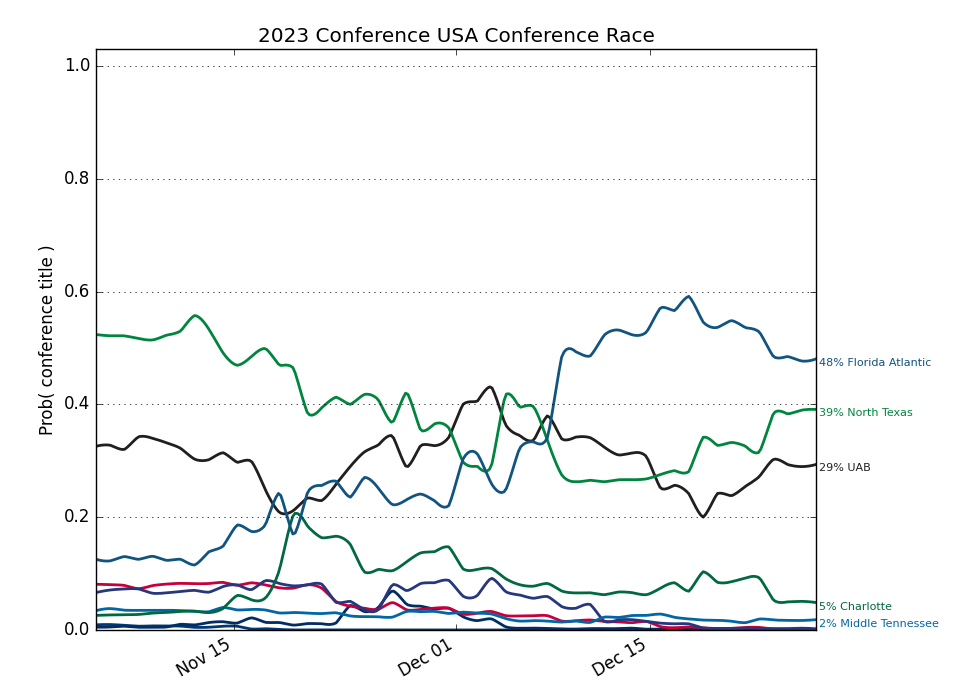 2023 Conference USA Conference Race
Prob( conference title )
1.0
0.8
0.6
0.4
0.2
0.0
Nov 15
Dec 01
Dec 15
48% Florida Atlantic
39% North Texas
29% UAB
5% Charlotte
2% Middle Tennessee